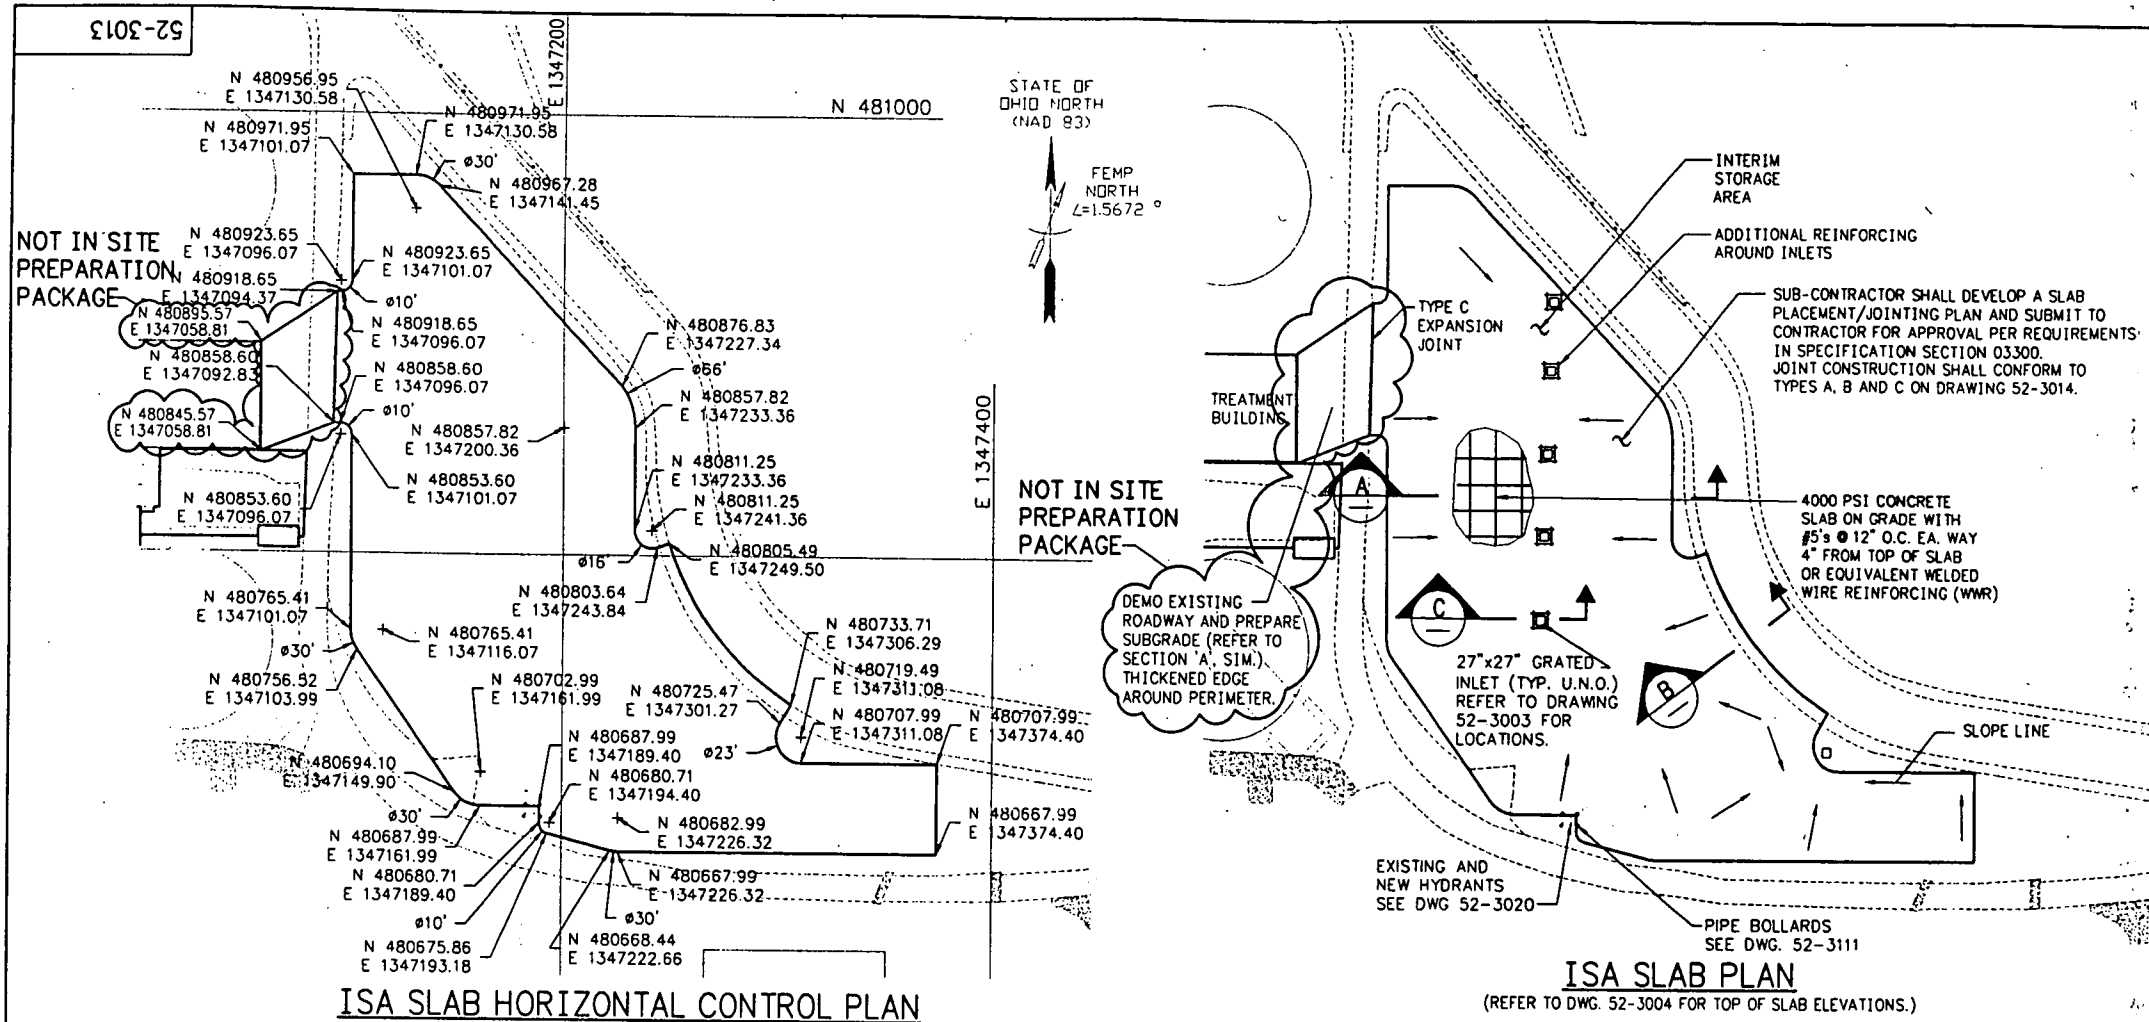 52-3013
E 1347200
N 481000
N 480956.95
E 1347130.58
N 480971.95
E 1347130.58
N 480971.95
E 1347101.07
ø30'
N 480967.28
E 1347141.45
NOT IN SITE
PREPARATION
PACKAGE
N 480923.65
E 1347096.07
N 480923.65
E 1347101.07
N 480918.65
E 1347094.37
ø10'
N 480895.57
E 1347058.81
N 480918.65
E 1347096.07
N 480876.83
E 1347227.34
N 480858.60
E 1347092.83
N 480858.60
E 1347096.07
ø66'
N 480857.82
E 1347233.36
N 480845.57
E 1347058.81
ø10'
N 480857.82
E 1347200.36
E 1347400
N 480811.25
E 1347233.36
N 480853.60
E 1347101.07
N 480853.60
E 1347096.07
N 480811.25
E 1347241.36
ø16'
N 480805.49
E 1347249.50
N 480803.64
E 1347243.84
N 480765.41
E 1347101.07
N 480765.41
E 1347116.07
ø30'
N 480733.71
E 1347306.29
N 480756.52
E 1347103.99
N 480702.99
E 1347161.99
N 480725.47
E 1347301.27
N 480719.49
E 1347311.08
N 480707.99
E 1347311.08
N 480707.99
E 1347374.40
N 480687.99
E 1347189.40
ø23'
N 480694.10
E 1347149.90
N 480680.71
E 1347194.40
ø30'
N 480682.99
E 1347226.32
N 480667.99
E 1347374.40
N 480687.99
E 1347161.99
N 480680.71
E 1347189.40
N 480667.99
E 1347226.32
ø10'
ø30'
N 480675.86
E 1347193.18
N 480668.44
E 1347222.66
ISA SLAB HORIZONTAL CONTROL PLAN
STATE OF
OHIO NORTH
(NAD 83)
FEMP
NORTH
∠=1.5672 °
INTERIM
STORAGE
AREA
ADDITIONAL REINFORCING
AROUND INLETS
SUB-CONTRACTOR SHALL DEVELOP A SLAB
PLACEMENT/JOINTING PLAN AND SUBMIT TO
CONTRACTOR FOR APPROVAL PER REQUIREMENTS
IN SPECIFICATION SECTION 03300.
JOINT CONSTRUCTION SHALL CONFORM TO
TYPES A, B AND C ON DRAWING 52-3014.
TYPE C
EXPANSION
JOINT
TREATMENT
BUILDING
A
NOT IN SITE
PREPARATION
PACKAGE
4000 PSI CONCRETE
SLAB ON GRADE WITH
#5's @ 12" O.C. EA. WAY
4" FROM TOP OF SLAB
OR EQUIVALENT WELDED
WIRE REINFORCING (WWR)
DEMO EXISTING
ROADWAY AND PREPARE
SUBGRADE (REFER TO
SECTION 'A', SIM.)
THICKENED EDGE
AROUND PERIMETER.
C
27"x27" GRATED
INLET (TYP. U.N.O.)
REFER TO DRAWING
52-3003 FOR
LOCATIONS.
B
SLOPE LINE
EXISTING AND
NEW HYDRANTS
SEE DWG 52-3020
PIPE BOLLARDS
SEE DWG. 52-3111
ISA SLAB PLAN
(REFER TO DWG. 52-3004 FOR TOP OF SLAB ELEVATIONS.)